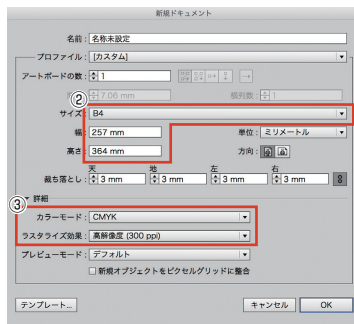 新規ドキュメント
名前：名称未設定
プロファイル：[カスタム]
アートボードの数：1
②
7.06 mm 横列数：1
サイズ：B4
幅：257 mm 単位：ミリメートル
高さ：364 mm 方向：
天 地 左 右
裁ち落とし：3 mm 3 mm 3 mm 3 mm
③ ▼ 詳細
カラーモード：CMYK
ラスタライズ効果：高解像度 (300 ppi)
プレビューモード：デフォルト
新規オブジェクトをピクセルグリッドに整合
テンプレート... キャンセル OK